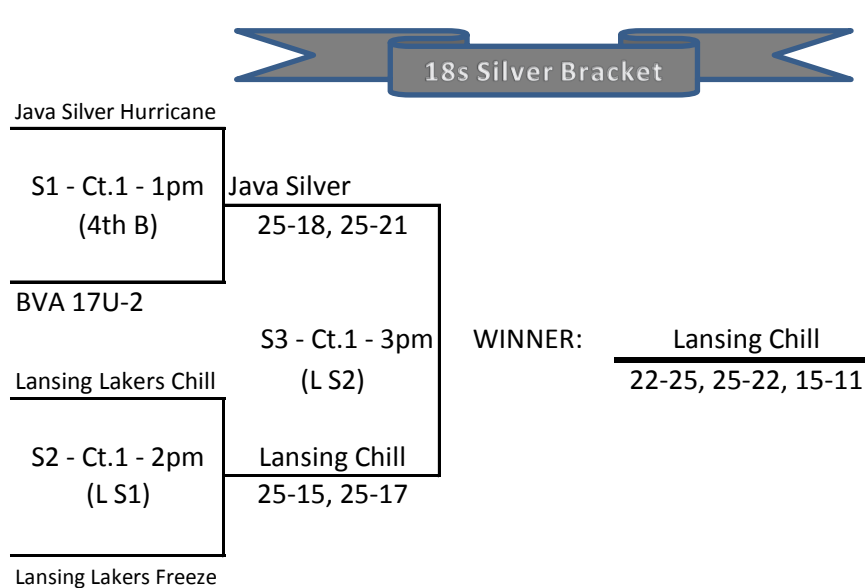 18s Silver Bracket
Java Silver Hurricane
S1 - Ct.1 - 1pm
(4th B)
Java Silver
25-18, 25-21
BVA 17U-2
S3 - Ct.1 - 3pm
(L S2)
WINNER:
Lansing Chill
22-25, 25-22, 15-11
Lansing Lakers Chill
S2 - Ct.1 - 2pm
(L S1)
Lansing Chill
25-15, 25-17
Lansing Lakers Freeze